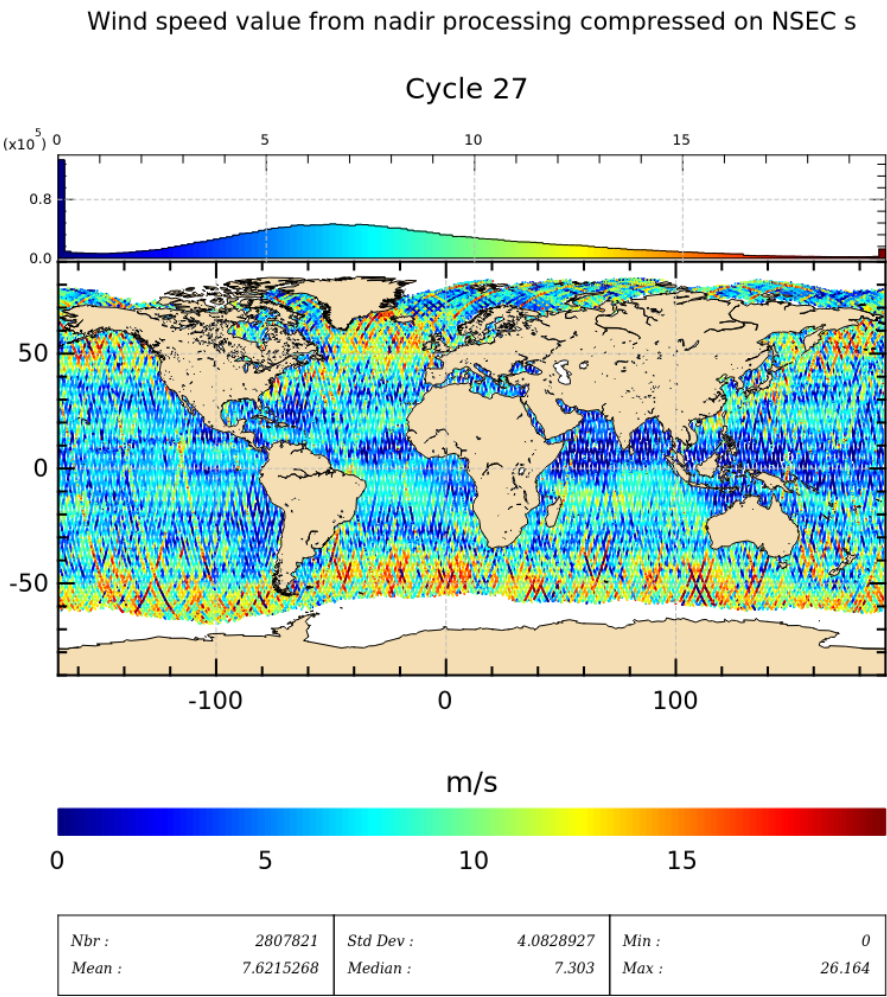 Wind speed value from nadir processing compressed on NSEC s
Cycle 27
(x10^5) 0 5 10 15
0.8
0.0
50
0
-50
-100 0 100
m/s
0 5 10 15
Nbr : 2807821 Std Dev : 4.0828927 Min : 0
Mean : 7.6215268 Median : 7.303 Max : 26.164